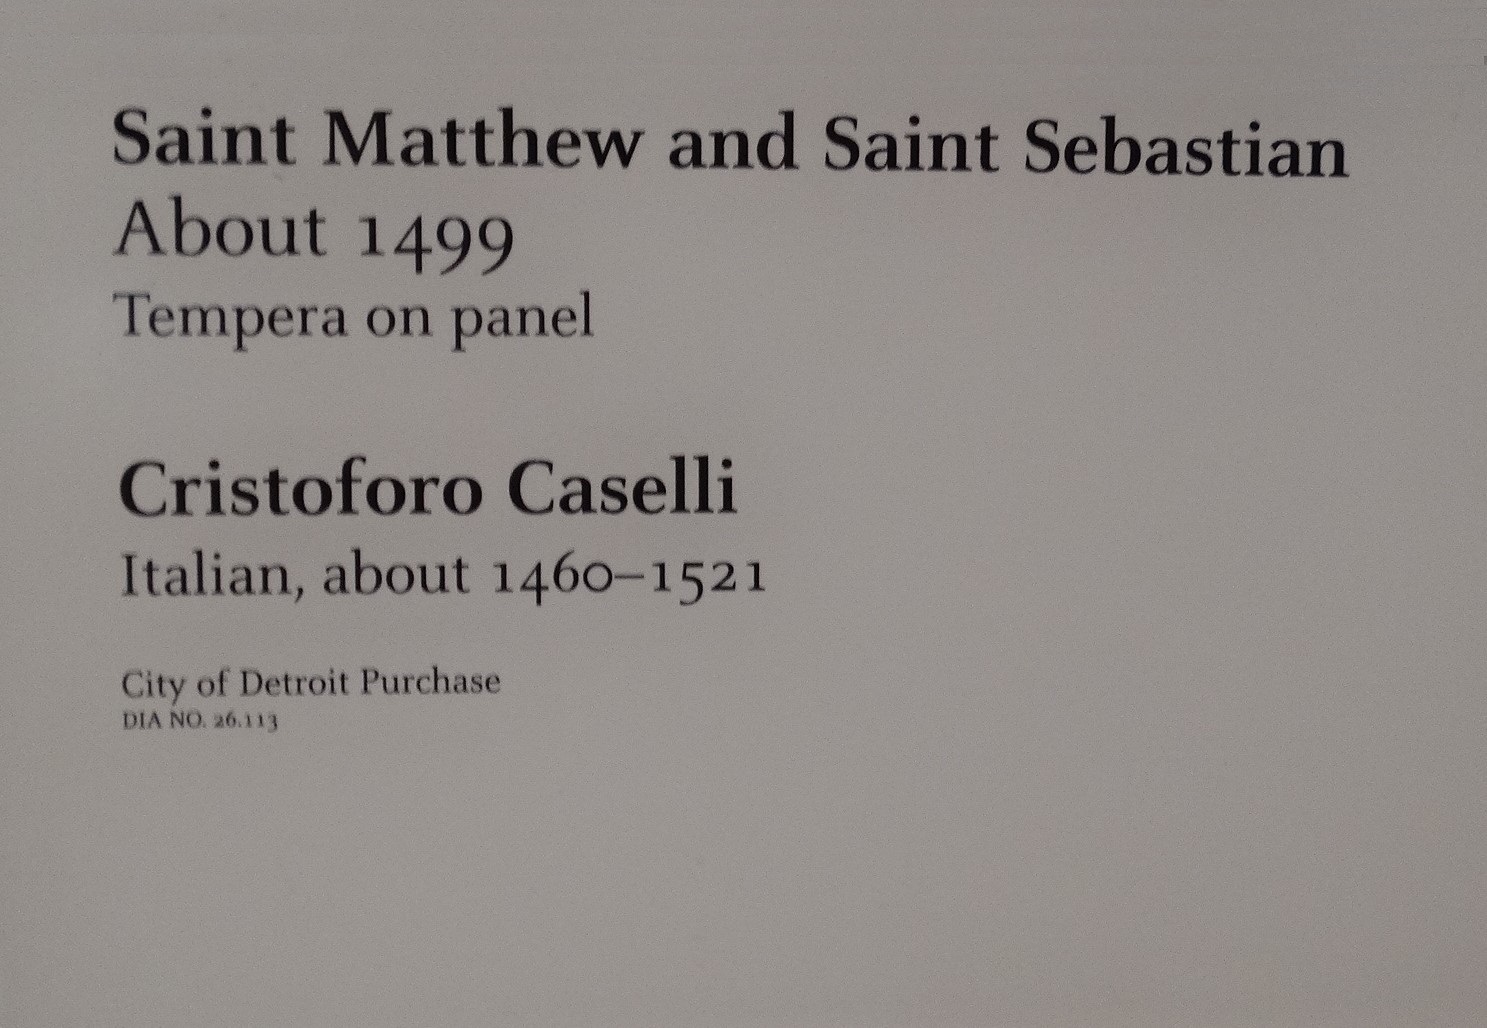 Saint Matthew and Saint Sebastian
About 1499
Tempera on panel
Cristoforo Caselli
Italian, about 1460–1521
City of Detroit Purchase
DIA NO. 26.113